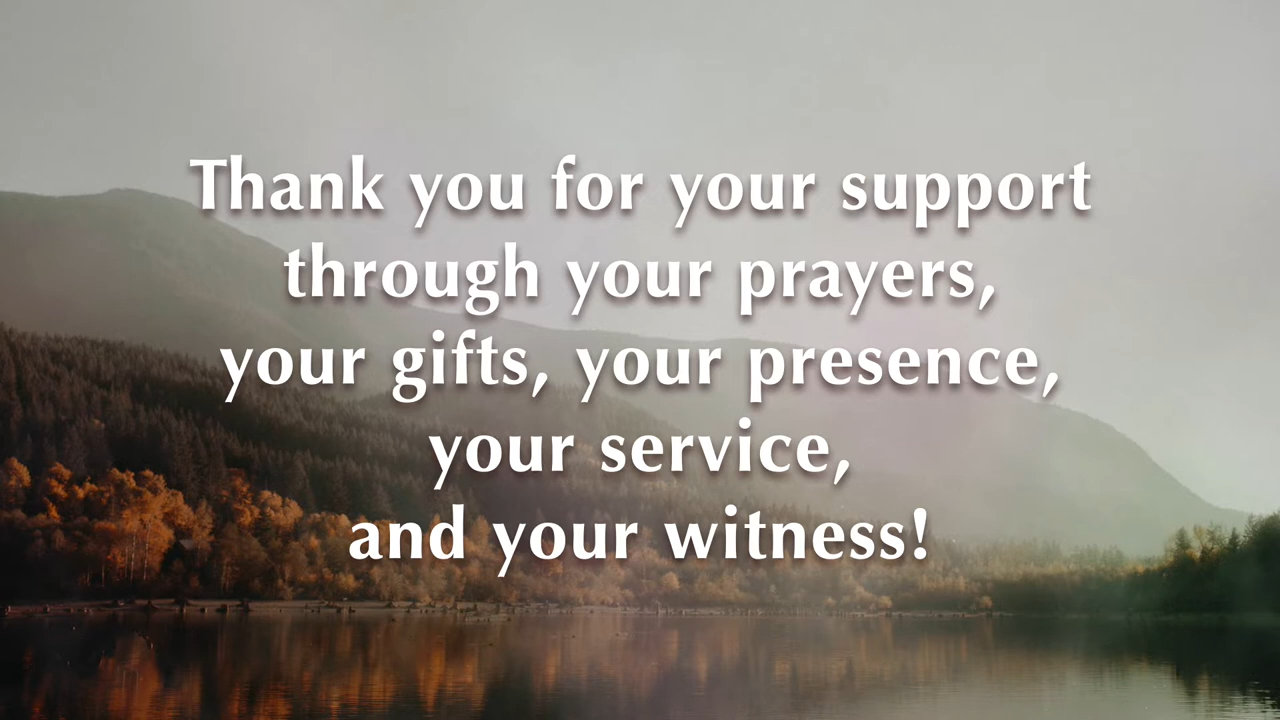 Thank you for your support
through your prayers,
your gifts, your presence,
your service,
and your witness!